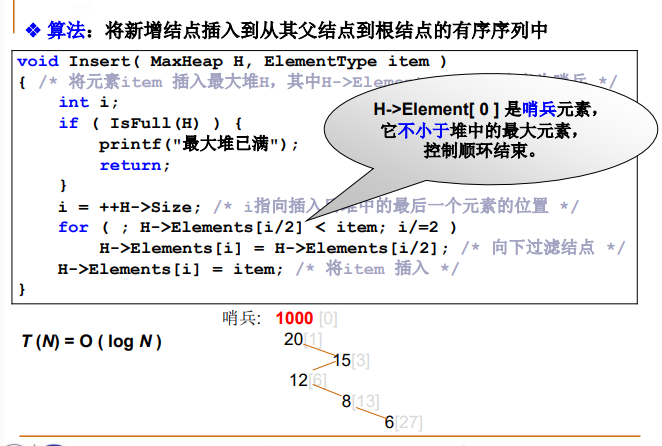 ❖ 算法：将新增结点插入到从其父结点到根结点的有序序列中
void Insert( MaxHeap H, ElementType item )
{ /* 将元素item 插入最大堆H，其中H->Elem */
int i;
if ( IsFull(H) ) {
printf("最大堆已满");
return;
}
i = ++H->Size; /* i指向插入 堆中的最后一个元素的位置 */
for ( ; H->Elements[i/2] < item; i/=2 )
H->Elements[i] = H->Elements[i/2]; /* 向下过滤结点 */
H->Elements[i] = item; /* 将item 插入 */
}
H->Element[ 0 ] 是哨兵元素，
它不小于堆中的最大元素，
控制顺环结束。
哨兵: 1000 [0]
T (N) = O ( log N )
20[1]
15[3]
12[6]
8[13]
6[27]